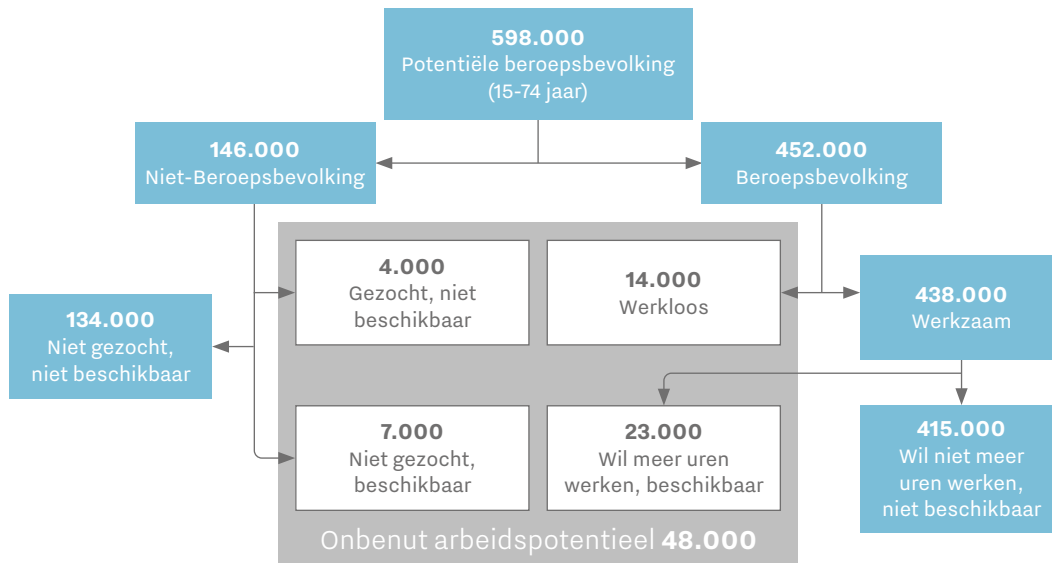 598.000
Potentiële beroepsbevolking
(15-74 jaar)
146.000
Niet-Beroepsbevolking
452.000
Beroepsbevolking
4.000
Gezocht, niet
beschikbaar
14.000
Werkloos
438.000
Werkzaam
134.000
Niet gezocht,
niet beschikbaar
7.000
Niet gezocht,
beschikbaar
23.000
Wil meer uren
werken, beschikbaar
415.000
Wil niet meer
uren werken,
niet beschikbaar
Onbenut arbeidspotentieel 48.000